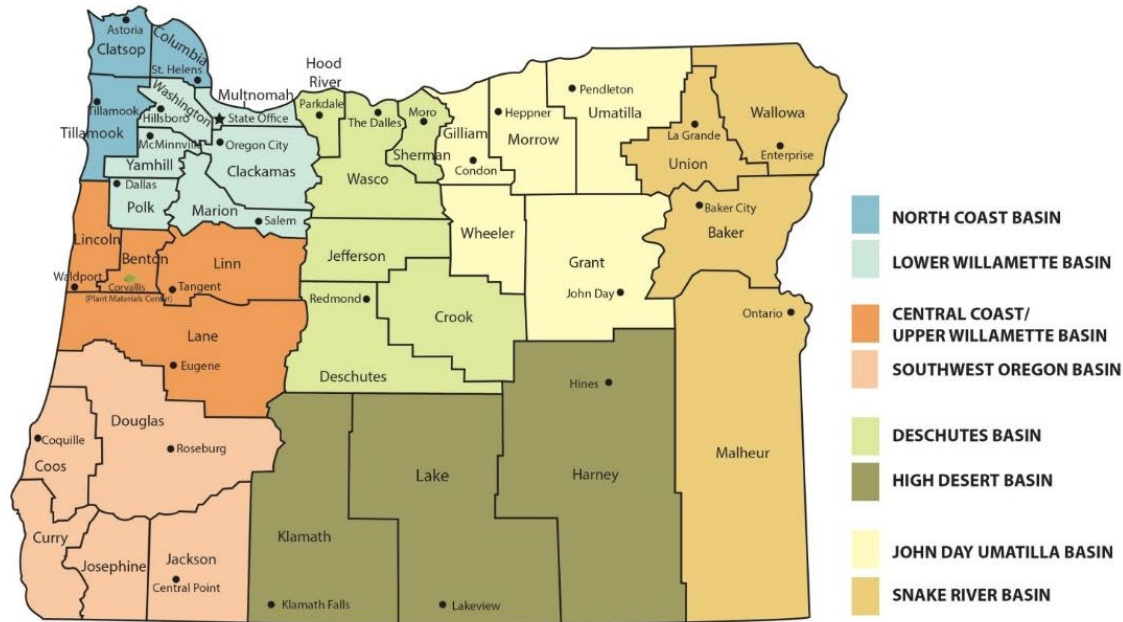 Astoria
Clatsop
Columbia
St. Helens
Hood
River
Multnomah
Washington
Tillamook
Hillsboro
State Office
Tillamook
McMinnville
Oregon City
Yamhill
Clackamas
Dallas
Polk
Marion
Salem
Parkdale
The Dalles
Moro
Sherman
Wasco
Gilliam
Condon
Heppner
Morrow
Pendleton
Umatilla
La Grande
Union
Wallowa
Enterprise
Baker City
Baker
Lincoln
Benton
Linn
Waldport
Corvallis
(Plant Materials Center)
Tangent
Jefferson
Wheeler
Grant
John Day
Redmond
Crook
Ontario
Lane
Eugene
Deschutes
Hines
Douglas
Coquille
Roseburg
Coos
Lake
Harney
Malheur
Curry
Josephine
Jackson
Central Point
Klamath
Klamath Falls
Lakeview
NORTH COAST BASIN
LOWER WILLAMETTE BASIN
CENTRAL COAST/
UPPER WILLAMETTE BASIN
SOUTHWEST OREGON BASIN
DESCHUTES BASIN
HIGH DESERT BASIN
JOHN DAY UMATILLA BASIN
SNAKE RIVER BASIN